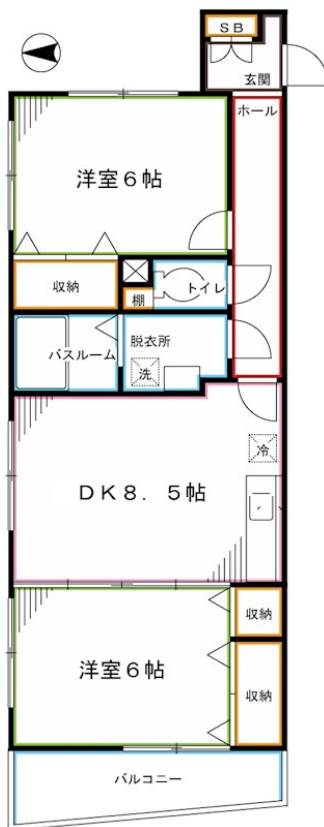 SB
玄関
ホール
洋室6帖
収納
棚
トイレ
バスルーム
脱衣所
洗
冷
DK8.5帖
収納
洋室6帖
収納
バルコニー